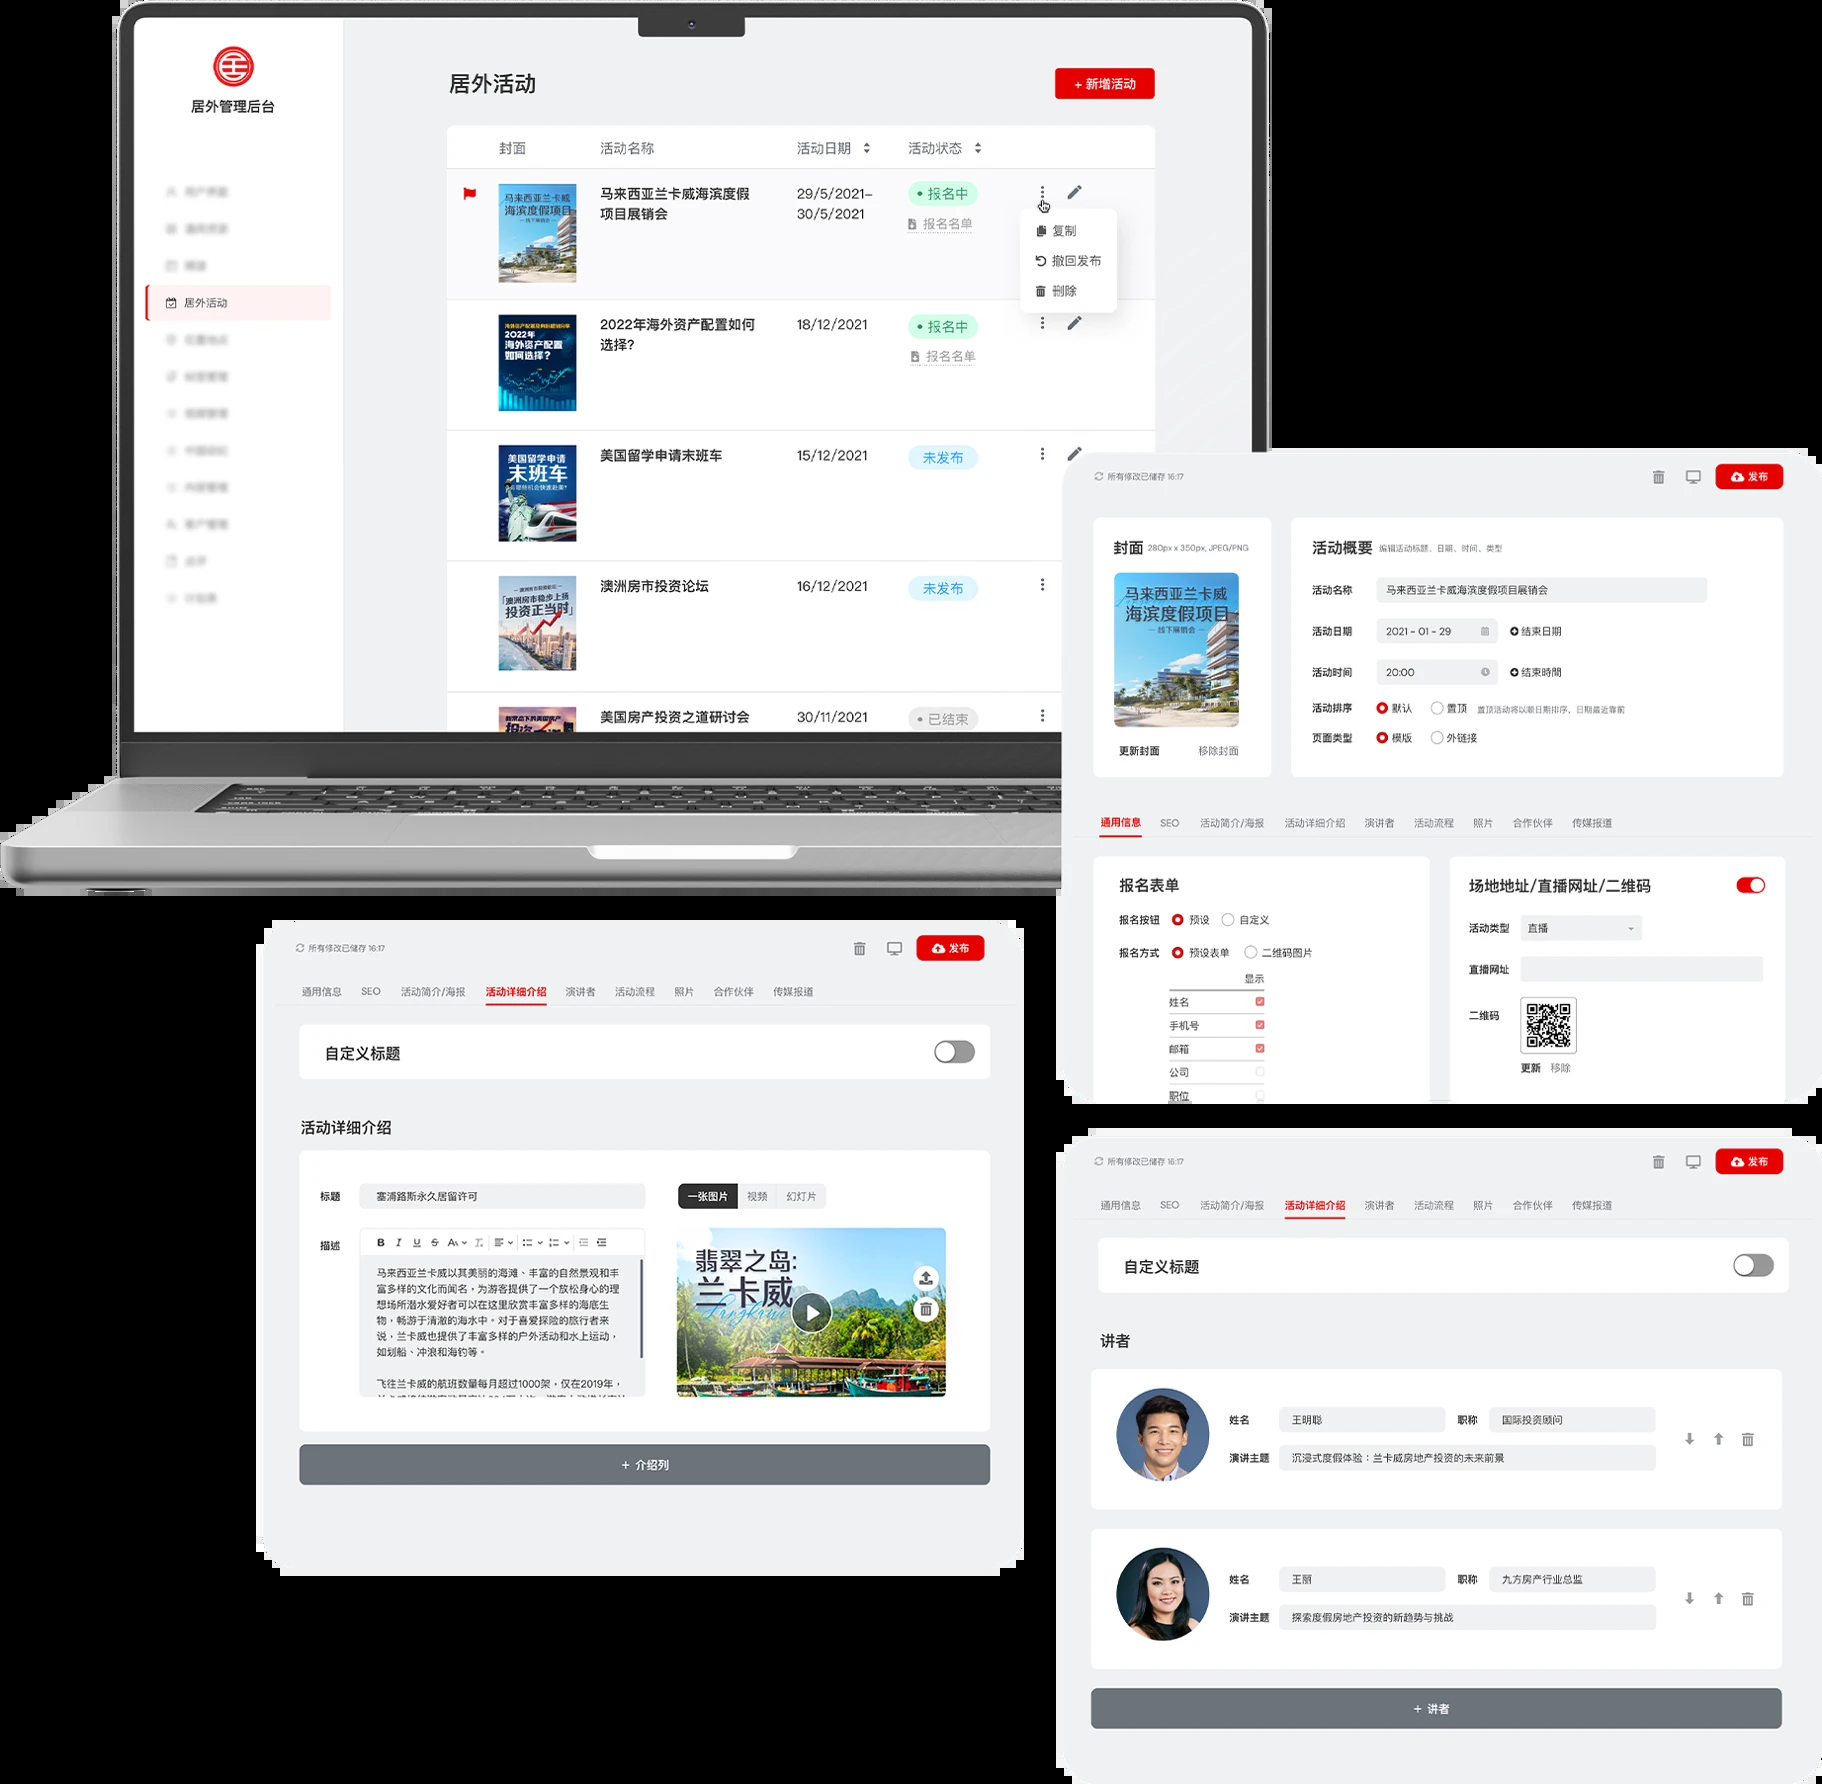 居外管理后台
居外活动
居外活动
+ 新增活动
封面 活动名称 活动日期 活动状态
马来西亚兰卡威
海滨度假项目
线下展销会
马来西亚兰卡威海滨度假
项目展销会
29/5/2021–
30/5/2021
报名中
报名名单
复制
撤回发布
删除
2022年
海外资产配置
如何选择?
2022年海外资产配置如何
选择?
18/12/2021
报名中
报名名单
美国留学申请
末班车
美国留学申请末班车
15/12/2021
未发布
「澳洲房市稳步上扬
投资正当时」
澳洲房市投资论坛
16/12/2021
未发布
美国房产投资之道研讨会
30/11/2021
已结束
所有修改已储存 16:17
发布
封面 280px x 350px, JPEG/PNG
马来西亚兰卡威
海滨度假项目
线下展销会
更新封面 移除封面
活动概要 编辑活动标题、日期、时间、类型
活动名称 马来西亚兰卡威海滨度假项目展销会
活动日期 2021 - 01 - 29 结束日期
活动时间 20:00 结束時間
活动排序 默认 置顶 置顶活动将以顺日期排序，日期最近靠前
页面类型 模版 外链接
通用信息 SEO 活动简介/海报 活动详细介绍 演讲者 活动流程 照片 合作伙伴 传媒报道
报名表单
报名按钮 预设 自定义
报名方式 预设表单 二维码图片
显示
姓名
手机号
邮箱
公司
职位
场地地址/直播网址/二维码
活动类型 直播
直播网址
二维码
更新 移除
所有修改已储存 16:17
发布
通用信息 SEO 活动简介/海报 活动详细介绍 演讲者 活动流程 照片 合作伙伴 传媒报道
自定义标题
活动详细介绍
标题 塞浦路斯永久居留许可
一张图片 视频 幻灯片
描述
B I U S
马来西亚兰卡威以其美丽的海滩、丰富的自然景观和丰
富多样的文化而闻名，为游客提供了一个放松身心的理
想场所潜水爱好者可以在这里欣赏丰富多样的海底生
物，畅游于清澈的海水中。对于喜爱探险的旅行者来
说，兰卡威也提供了丰富多样的户外活动和水上运动，
如划船、冲浪和海钓等。
飞往兰卡威的航班数量每月超过1000架，仅在2019年，
翡翠之岛:
兰卡威
Langkawi
+ 介绍列
所有修改已储存 16:17
发布
通用信息 SEO 活动简介/海报 活动详细介绍 演讲者 活动流程 照片 合作伙伴 传媒报道
自定义标题
讲者
姓名 王明聪 职称 国际投资顾问
演讲主题 沉浸式度假体验：兰卡威房地产投资的未来前景
姓名 王丽 职称 九方房产行业总监
演讲主题 探索度假房地产投资的新趋势与挑战
+ 讲者